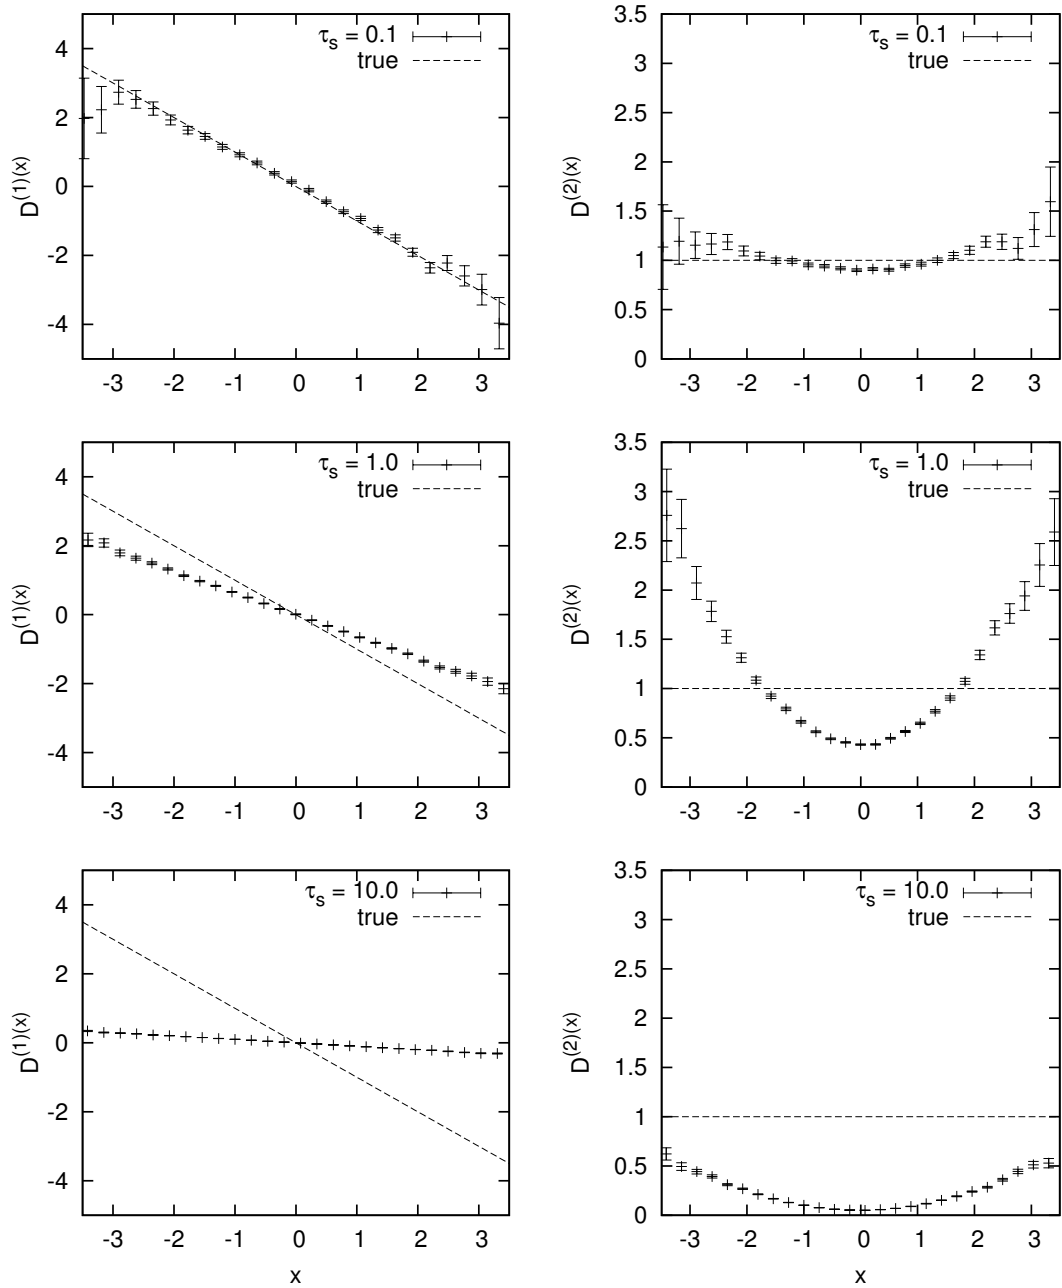 τs = 0.1
true
4
2
0
-2
-4
D(1)(x)
-3 -2 -1 0 1 2 3
τs = 0.1
true
3.5
3
2.5
2
1.5
1
0.5
0
D(2)(x)
-3 -2 -1 0 1 2 3
τs = 1.0
true
4
2
0
-2
-4
D(1)(x)
-3 -2 -1 0 1 2 3
τs = 1.0
true
3.5
3
2.5
2
1.5
1
0.5
0
D(2)(x)
-3 -2 -1 0 1 2 3
τs = 10.0
true
4
2
0
-2
-4
D(1)(x)
-3 -2 -1 0 1 2 3
x
τs = 10.0
true
3.5
3
2.5
2
1.5
1
0.5
0
D(2)(x)
-3 -2 -1 0 1 2 3
x